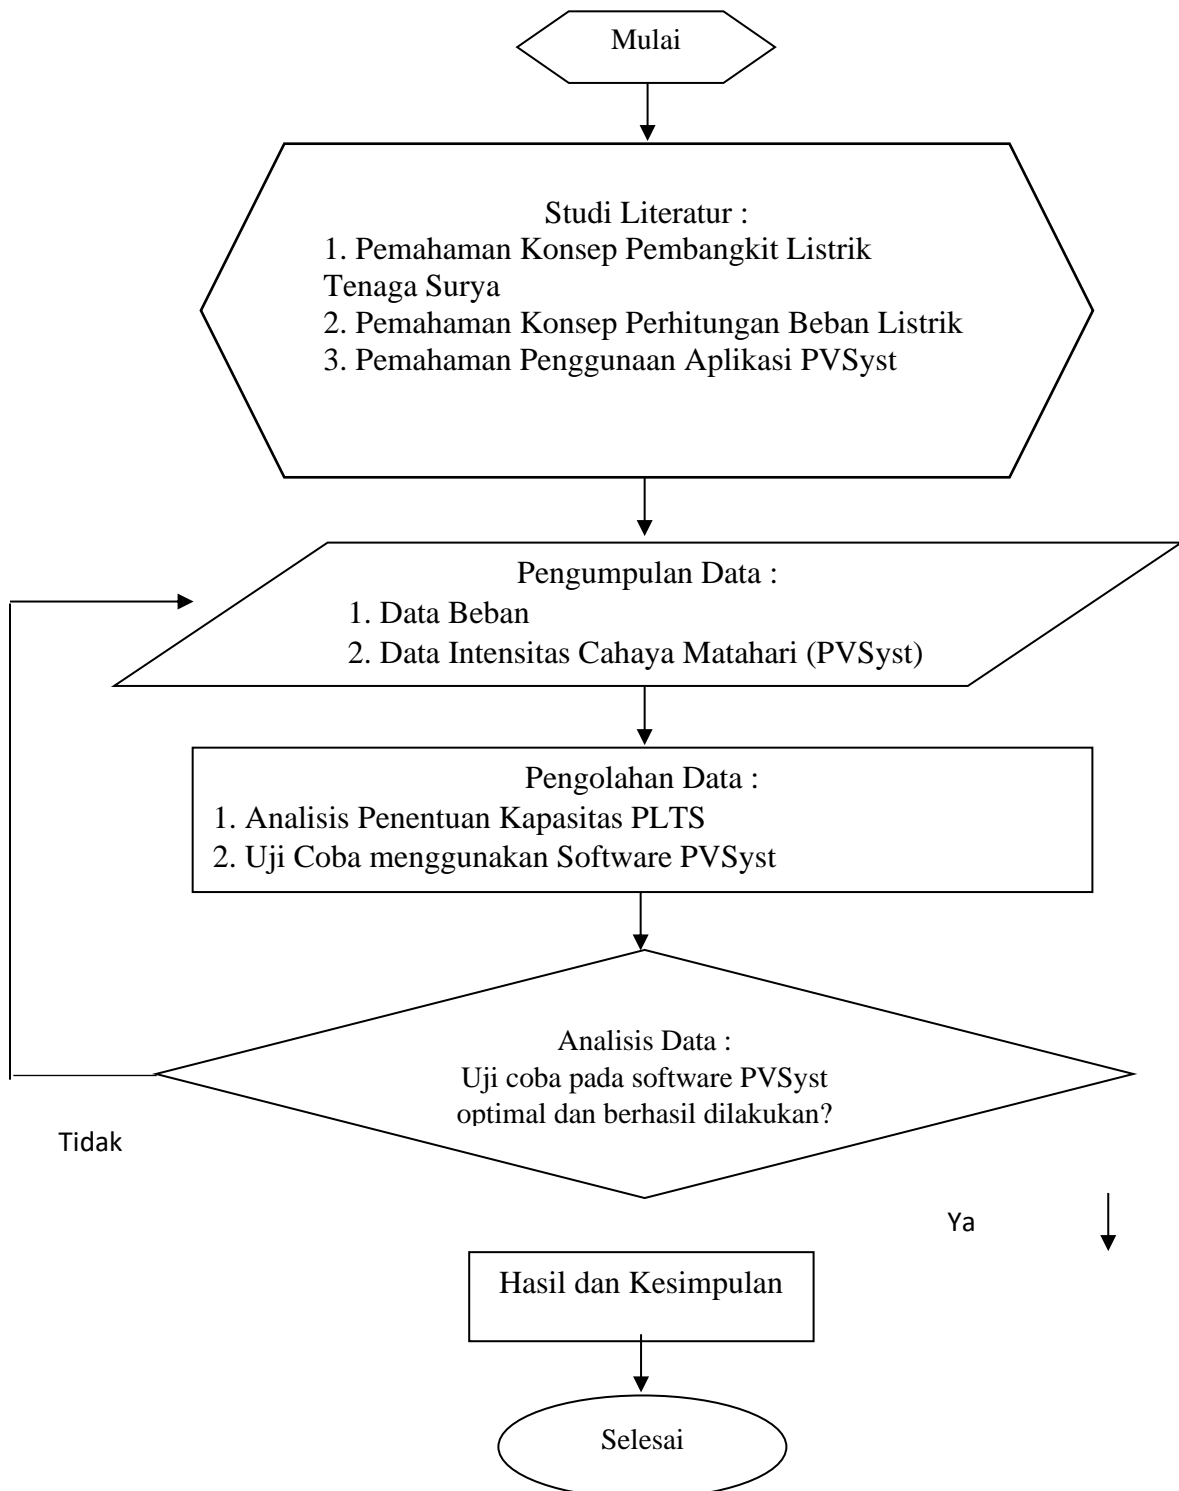 Mulai
Studi Literatur :
1. Pemahaman Konsep Pembangkit Listrik
Tenaga Surya
2. Pemahaman Konsep Perhitungan Beban Listrik
3. Pemahaman Penggunaan Aplikasi PVSyst
Pengumpulan Data :
1. Data Beban
2. Data Intensitas Cahaya Matahari (PVSyst)
Pengolahan Data :
1. Analisis Penentuan Kapasitas PLTS
2. Uji Coba menggunakan Software PVSyst
Analisis Data :
Uji coba pada software PVSyst
optimal dan berhasil dilakukan?
Tidak
Ya
Hasil dan Kesimpulan
Selesai